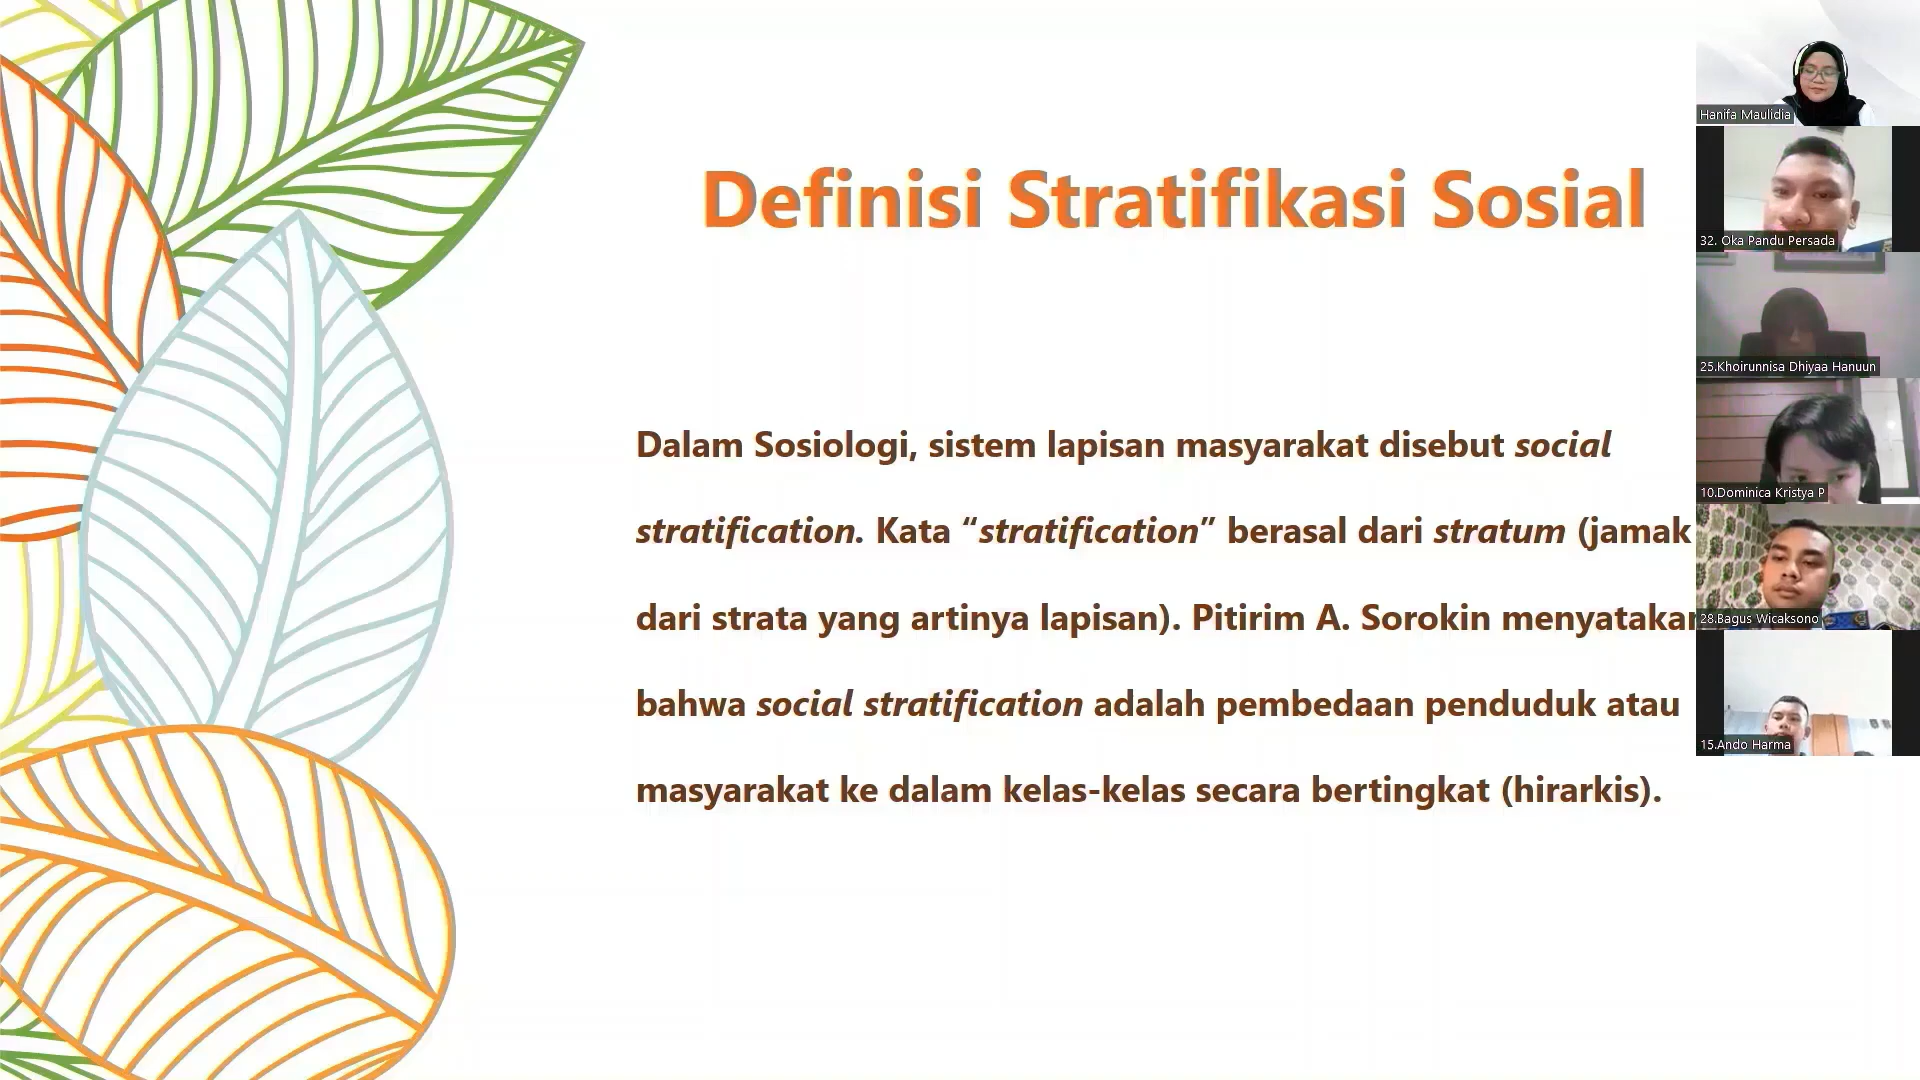 Definisi Stratifikasi Sosial
Dalam Sosiologi, sistem lapisan masyarakat disebut social
stratification. Kata “stratification” berasal dari stratum (jamak
dari strata yang artinya lapisan). Pitirim A. Sorokin menyatakan
bahwa social stratification adalah pembedaan penduduk atau
masyarakat ke dalam kelas-kelas secara bertingkat (hirarkis).
Hanifa Maulidia
32. Oka Pandu Persada
25.Khoirunnisa Dhiyaa Hanuun
10.Dominica Kristya P
28.Bagus Wicaksono
15.Ando Harma